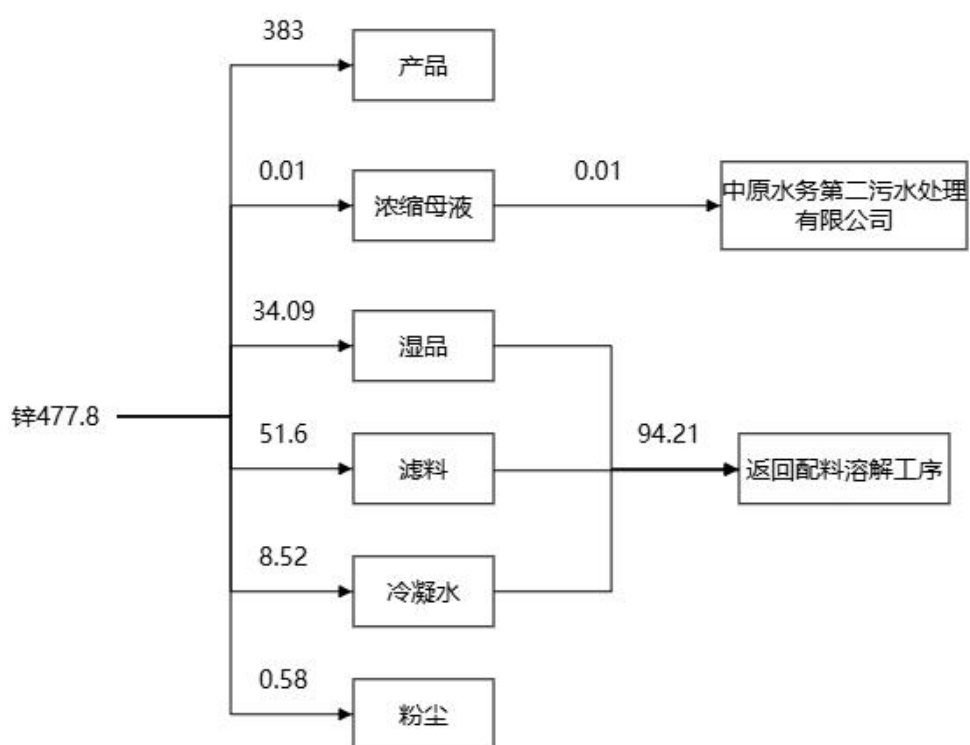 383
产品
0.01
浓缩母液
0.01
中原水务第二污水处理
有限公司
34.09
湿品
锌477.8
51.6
滤料
94.21
返回配料溶解工序
8.52
冷凝水
0.58
粉尘